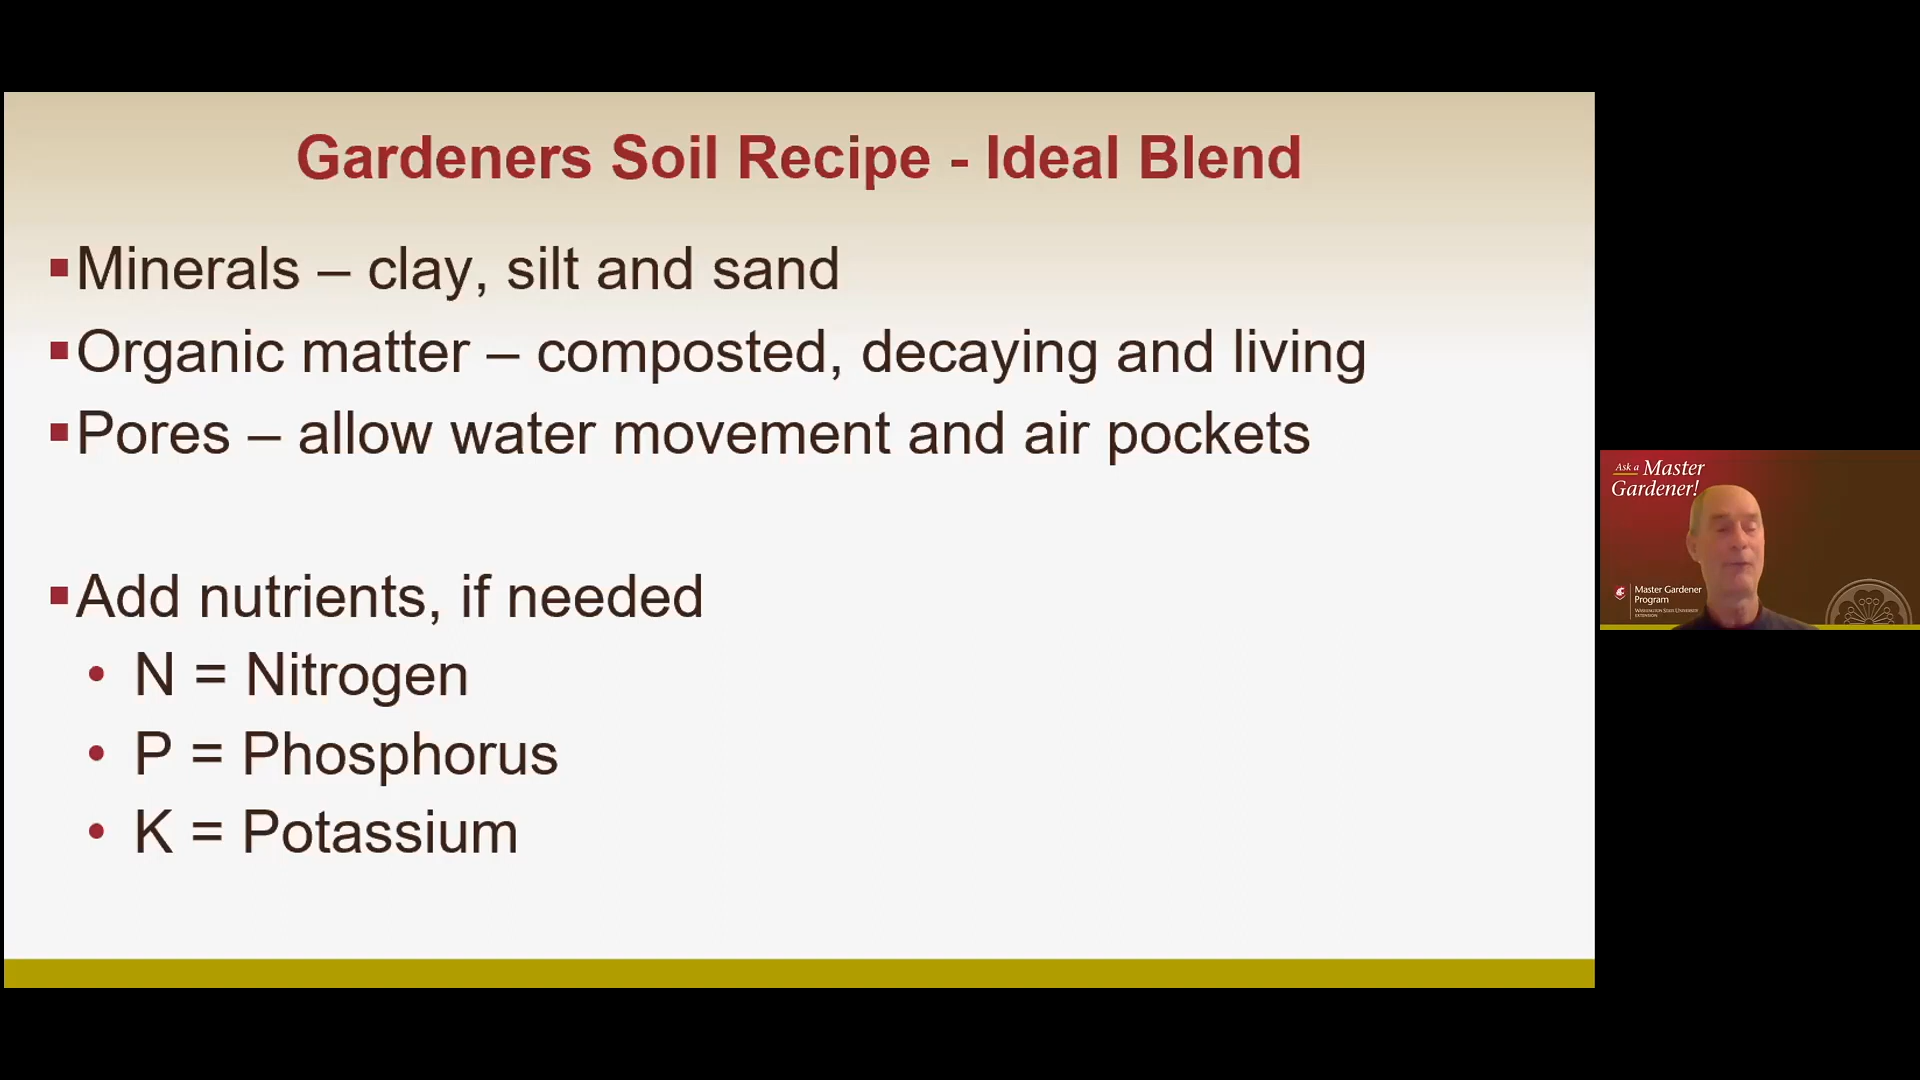 Gardeners Soil Recipe - Ideal Blend
▪Minerals – clay, silt and sand
▪Organic matter – composted, decaying and living
▪Pores – allow water movement and air pockets
▪Add nutrients, if needed
• N = Nitrogen
• P = Phosphorus
• K = Potassium
Ask a Master
Gardener!
Master Gardener
Program
WASHINGTON STATE UNIVERSITY
EXTENSION